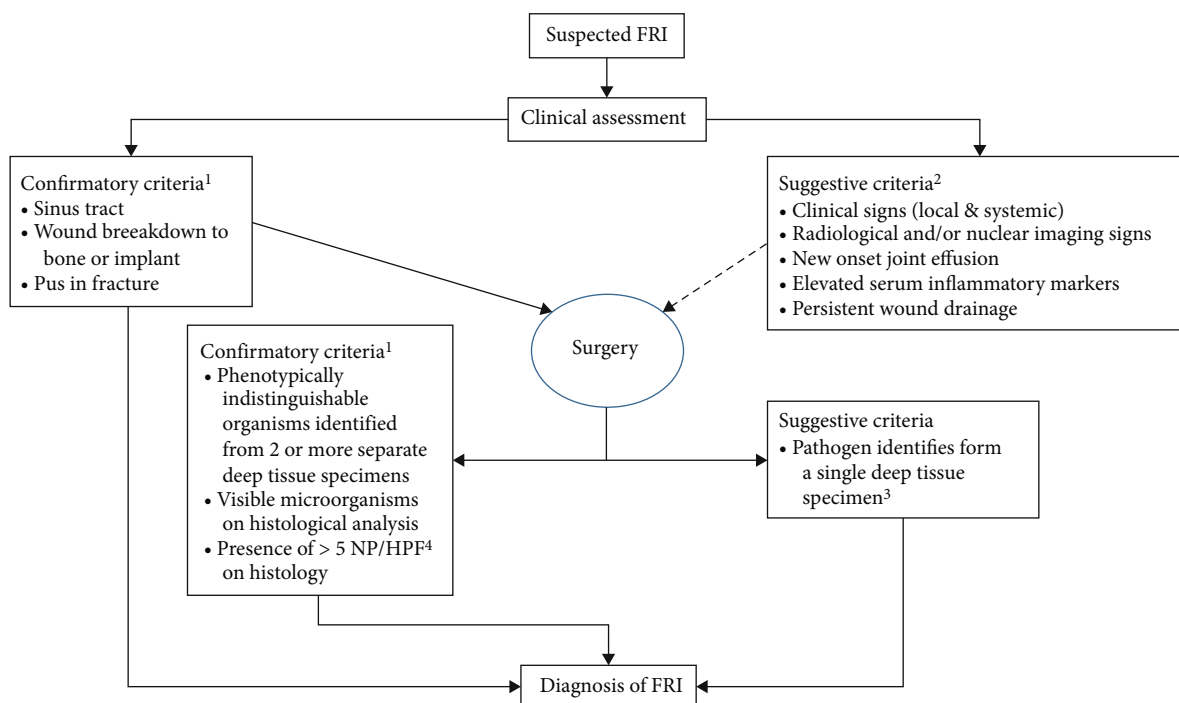 Suspected FRI
Clinical assessment
Confirmatory criteria¹
• Sinus tract
• Wound breeakdown to
bone or implant
• Pus in fracture
Suggestive criteria²
• Clinical signs (local & systemic)
• Radiological and/or nuclear imaging signs
• New onset joint effusion
• Elevated serum inflammatory markers
• Persistent wound drainage
Surgery
Confirmatory criteria¹
• Phenotypically
indistinguishable
organisms identified
from 2 or more separate
deep tissue specimens
• Visible microorganisms
on histological analysis
• Presence of > 5 NP/HPF⁴
on histology
Suggestive criteria
• Pathogen identifies form
a single deep tissue
specimen³
Diagnosis of FRI